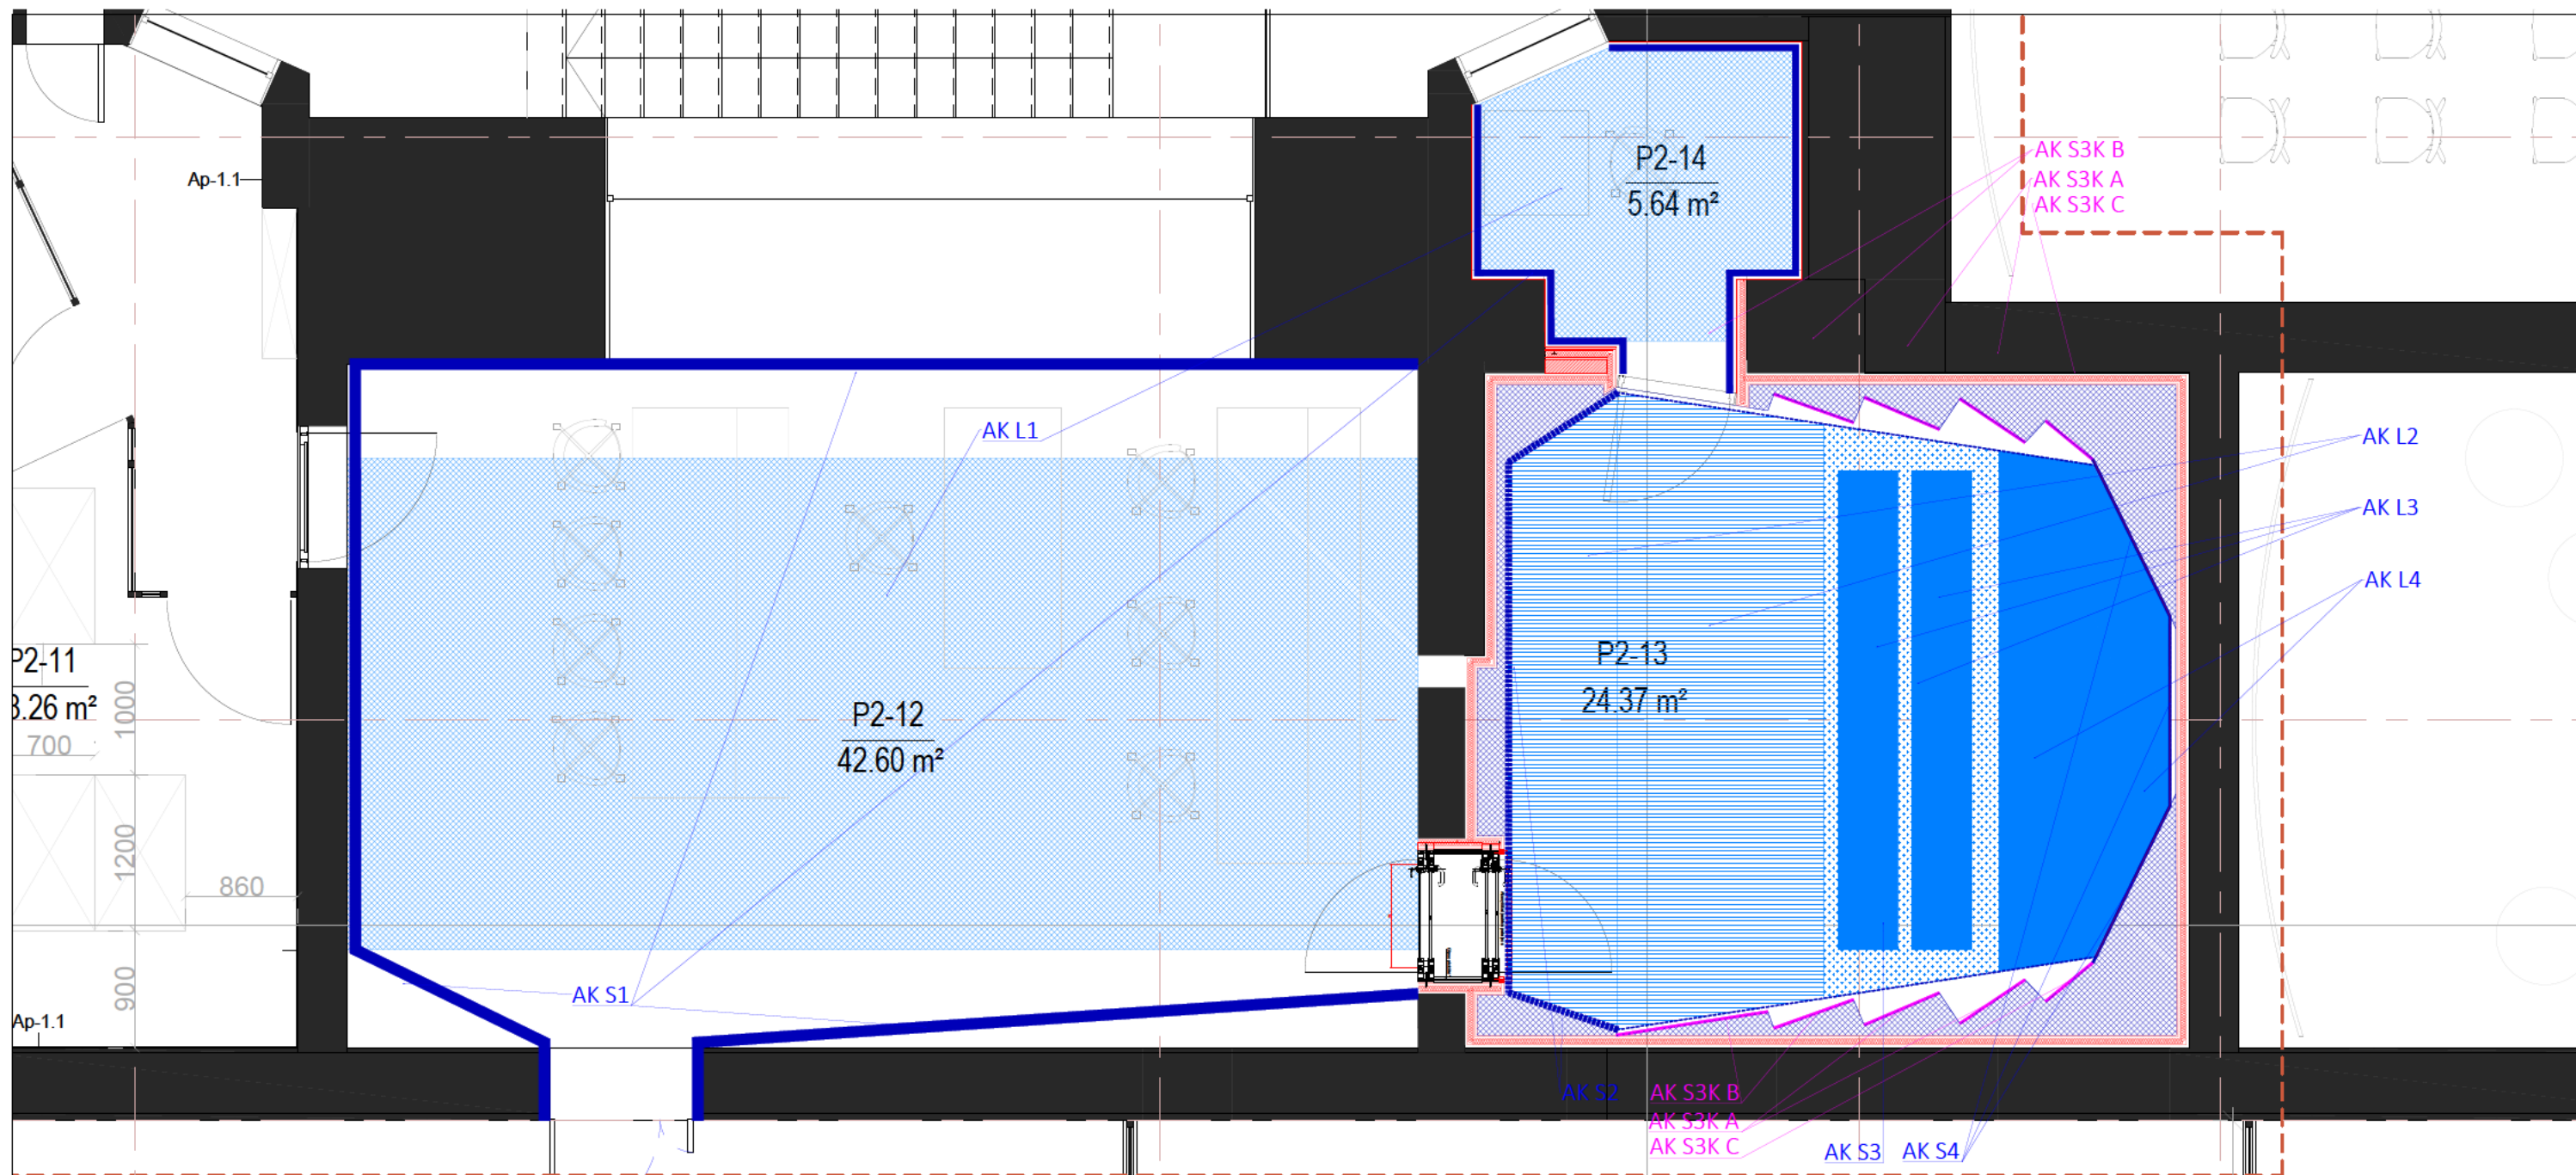 Ap-1.1
P2-14
5.64 m²
AK S3K B
AK S3K A
AK S3K C
AK L1
AK L2
AK L3
AK L4
P2-11
3.26 m²
700
1000
1200
860
900
Ap-1.1
P2-12
42.60 m²
P2-13
24.37 m²
AK S1
AK S2
AK S3K B
AK S3K A
AK S3K C
AK S3
AK S4